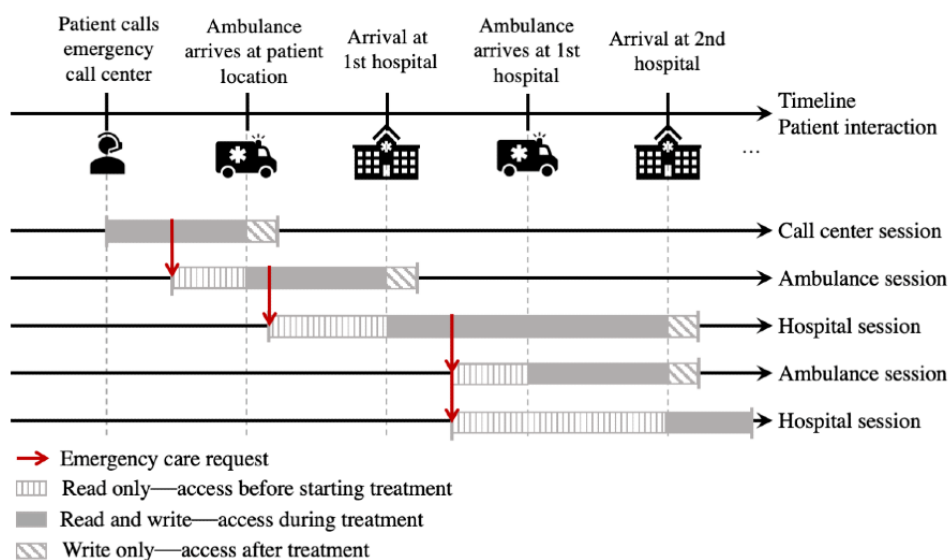 Patient calls
emergency
call center
Ambulance
arrives at patient
location
Arrival at
1st hospital
Ambulance
arrives at 1st
hospital
Arrival at 2nd
hospital
Timeline
Patient interaction
...
Call center session
Ambulance session
Hospital session
Ambulance session
Hospital session
Emergency care request
Read only—access before starting treatment
Read and write—access during treatment
Write only—access after treatment